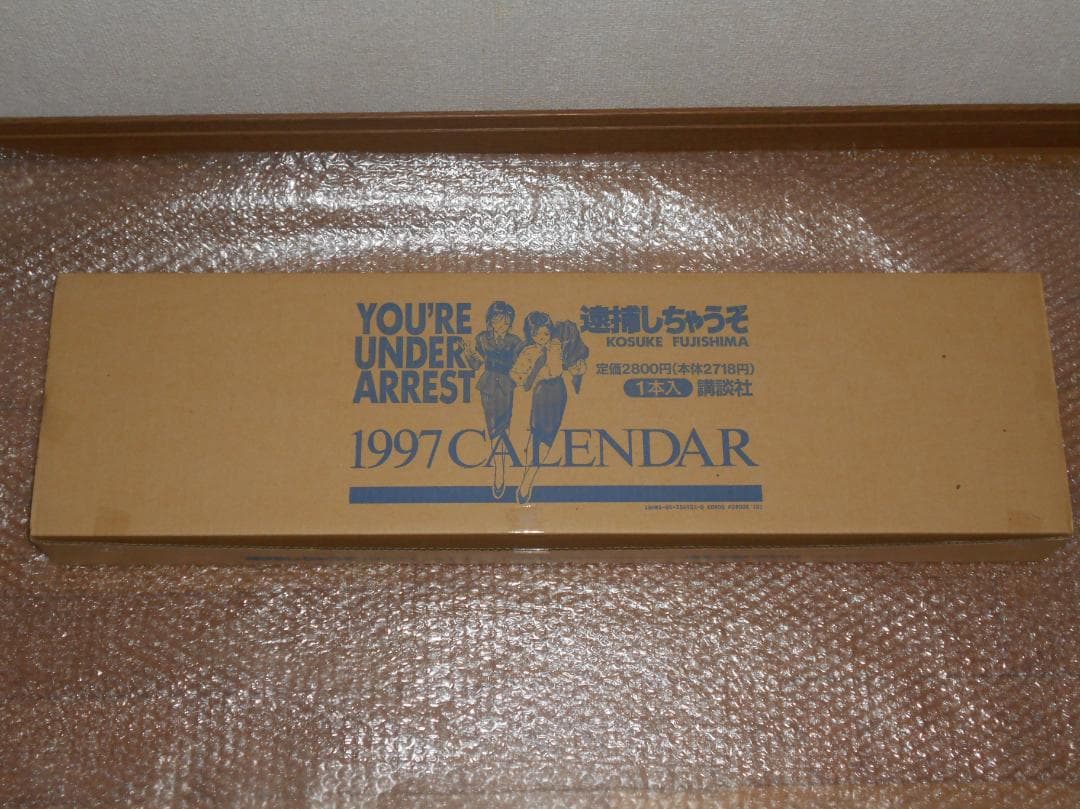 YOU'RE
UNDER
ARREST
逮捕しちゃうぞ
KOSUKE FUJISHIMA
定価2800円(本体2718円)
1本入 講談社
1997 CALENDAR